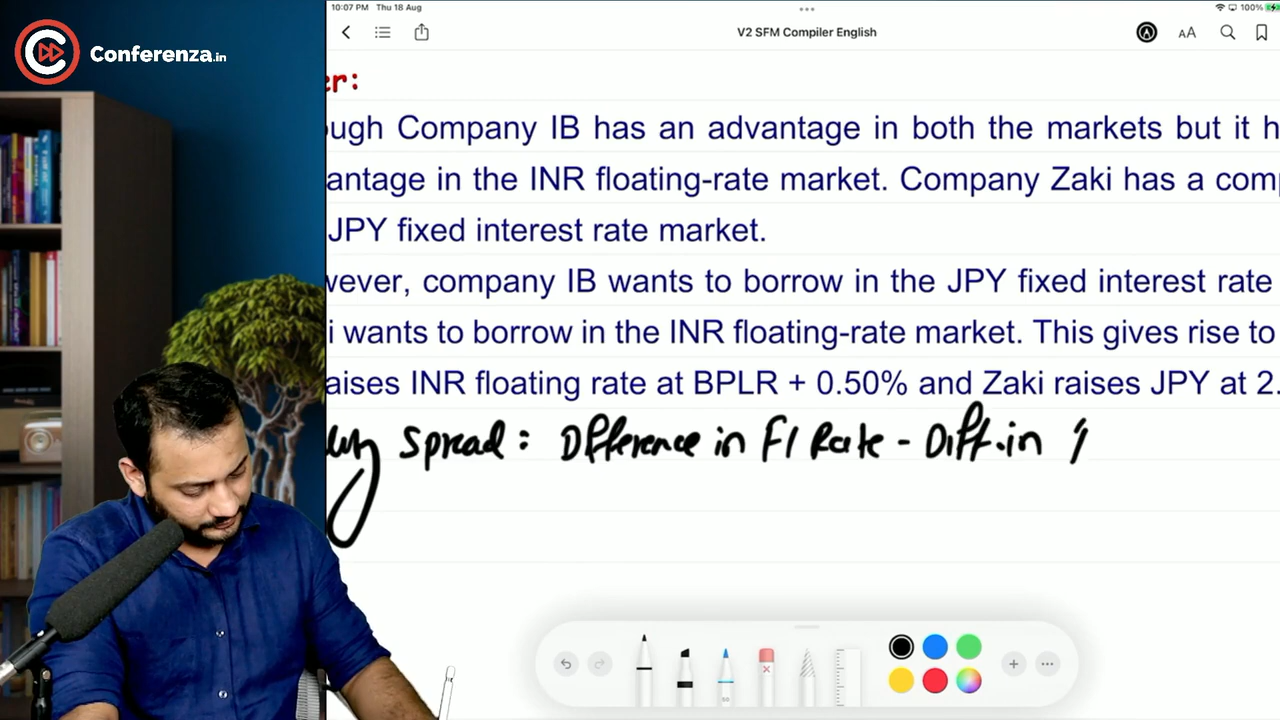 10:07 PM Thu 18 Aug
100%
Conferenza.in
V2 SFM Compiler English
AA
er:
ough Company IB has an advantage in both the markets but it h
antage in the INR floating-rate market. Company Zaki has a com
JPY fixed interest rate market.
wever, company IB wants to borrow in the JPY fixed interest rate
i wants to borrow in the INR floating-rate market. This gives rise to
aises INR floating rate at BPLR + 0.50% and Zaki raises JPY at 2.
Spread: Difference in FI Rate - Diff. in